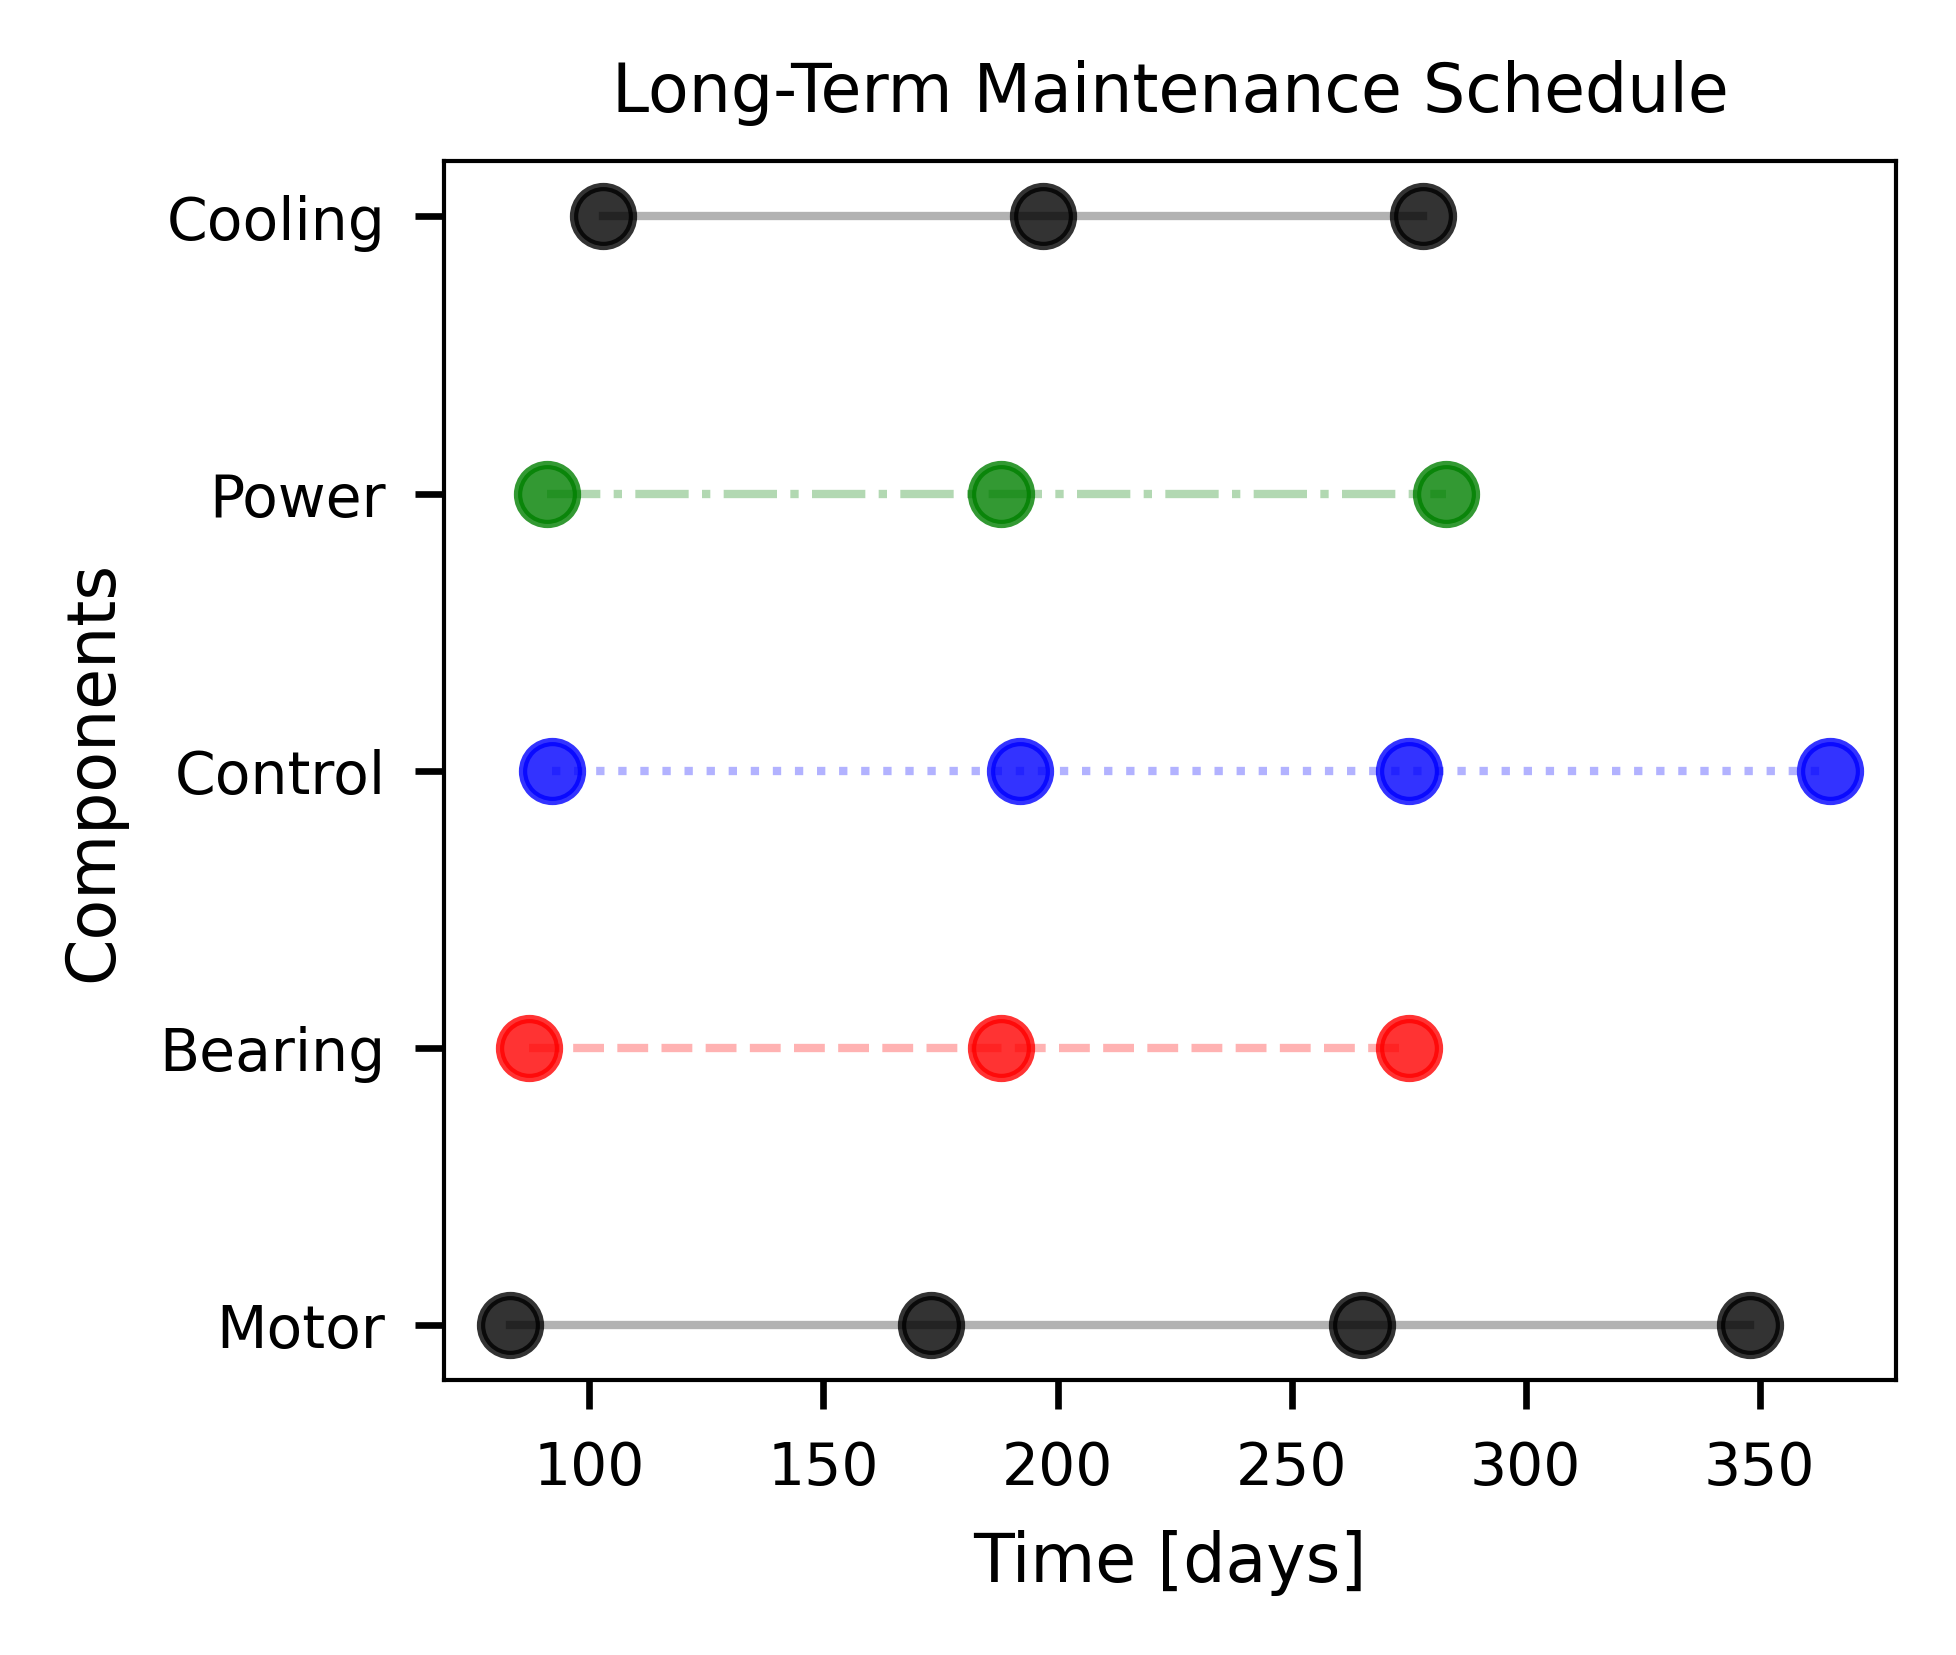 Long-Term Maintenance Schedule
Cooling
Power
Control
Bearing
Motor
Components
100 150 200 250 300 350
Time [days]